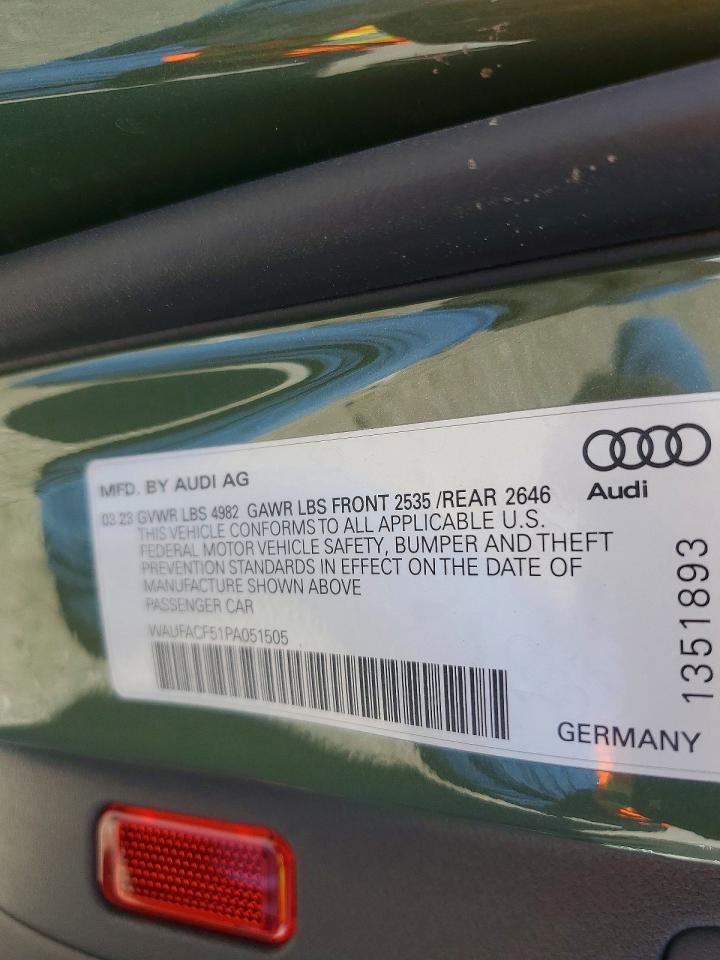 MFD. BY AUDI AG
03 23 GVWR LBS 4982 GAWR LBS FRONT 2535 /REAR 2646
THIS VEHICLE CONFORMS TO ALL APPLICABLE U.S.
FEDERAL MOTOR VEHICLE SAFETY, BUMPER AND THEFT
PREVENTION STANDARDS IN EFFECT ON THE DATE OF
MANUFACTURE SHOWN ABOVE
PASSENGER CAR
WAUFACF51PA051505
GERMANY
Audi
1351893